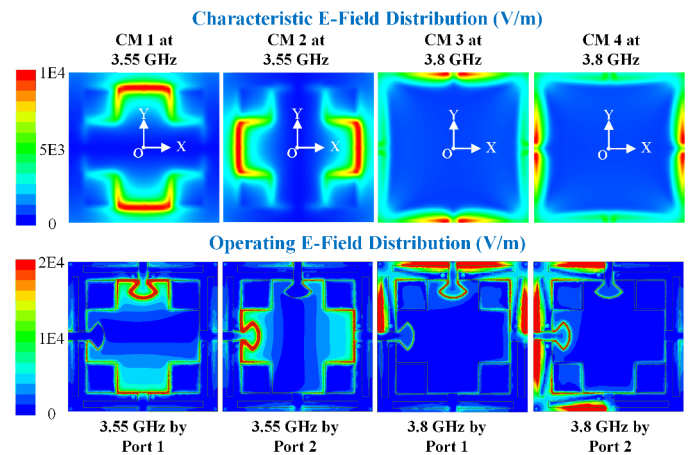 Characteristic E-Field Distribution (V/m)
CM 1 at CM 2 at CM 3 at CM 4 at
3.55 GHz 3.55 GHz 3.8 GHz 3.8 GHz
1E4
5E3
0
Y Y Y Y
O X O X O X O X
Operating E-Field Distribution (V/m)
2E4
1E4
0
3.55 GHz by 3.55 GHz by 3.8 GHz by 3.8 GHz by
Port 1 Port 2 Port 1 Port 2